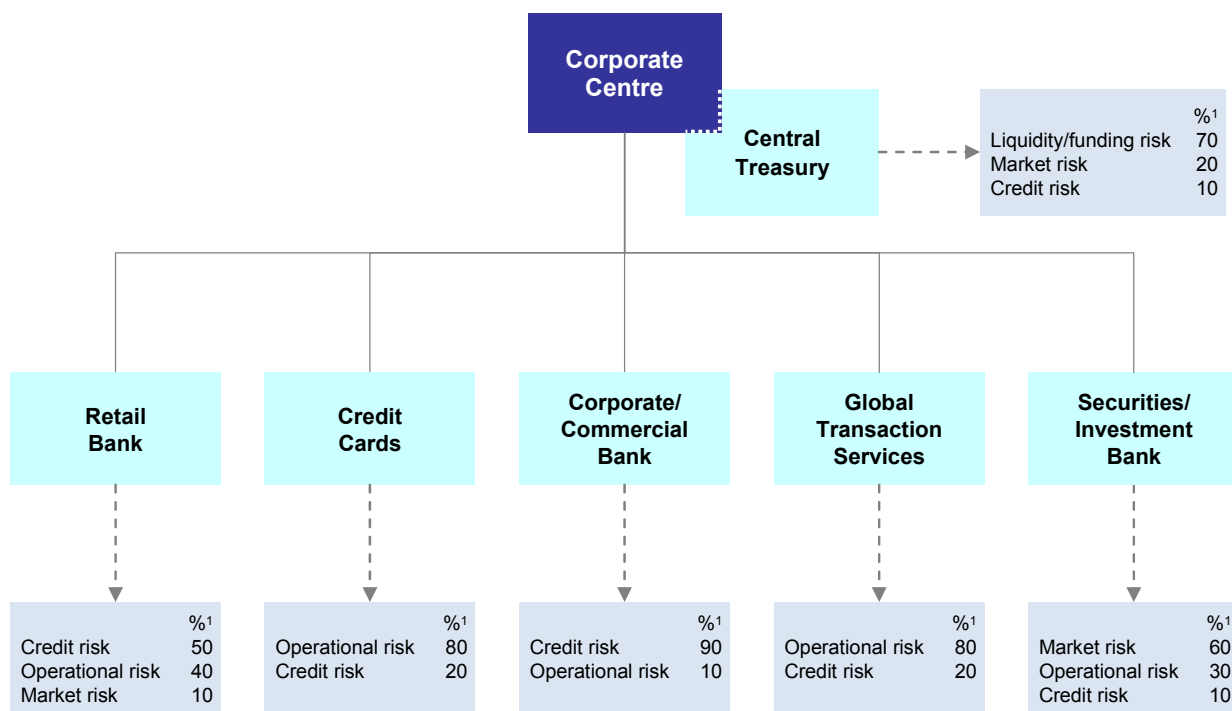 Corporate
Centre
Central
Treasury
%¹
Liquidity/funding risk 70
Market risk 20
Credit risk 10
Retail
Bank
Credit
Cards
Corporate/
Commercial
Bank
Global
Transaction
Services
Securities/
Investment
Bank
%¹
Credit risk 50
Operational risk 40
Market risk 10
%¹
Operational risk 80
Credit risk 20
%¹
Credit risk 90
Operational risk 10
%¹
Operational risk 80
Credit risk 20
%¹
Market risk 60
Operational risk 30
Credit risk 10